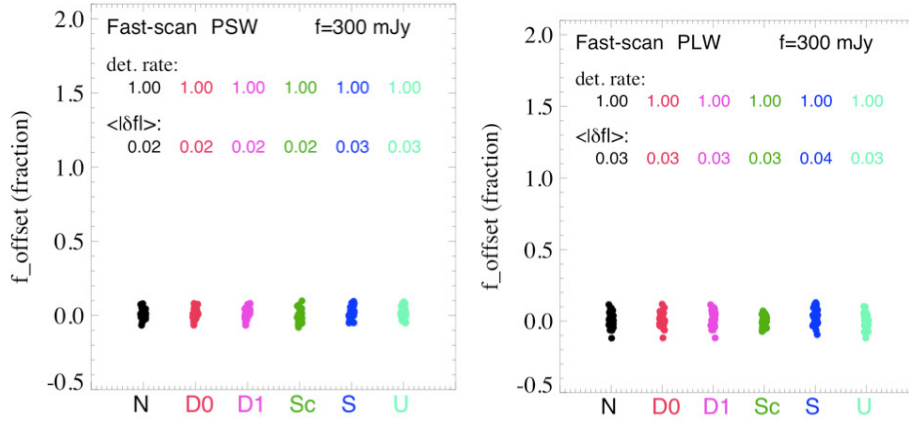 Fast-scan PSW f=300 mJy
det. rate:
1.00 1.00 1.00 1.00 1.00 1.00
<|δf|>:
0.02 0.02 0.02 0.02 0.03 0.03
f_offset (fraction)
2.0
1.5
1.0
0.5
0.0
-0.5
N D0 D1 Sc S U
Fast-scan PLW f=300 mJy
det. rate:
1.00 1.00 1.00 1.00 1.00 1.00
<|δf|>:
0.03 0.03 0.03 0.03 0.04 0.03
f_offset (fraction)
2.0
1.5
1.0
0.5
0.0
-0.5
N D0 D1 Sc S U